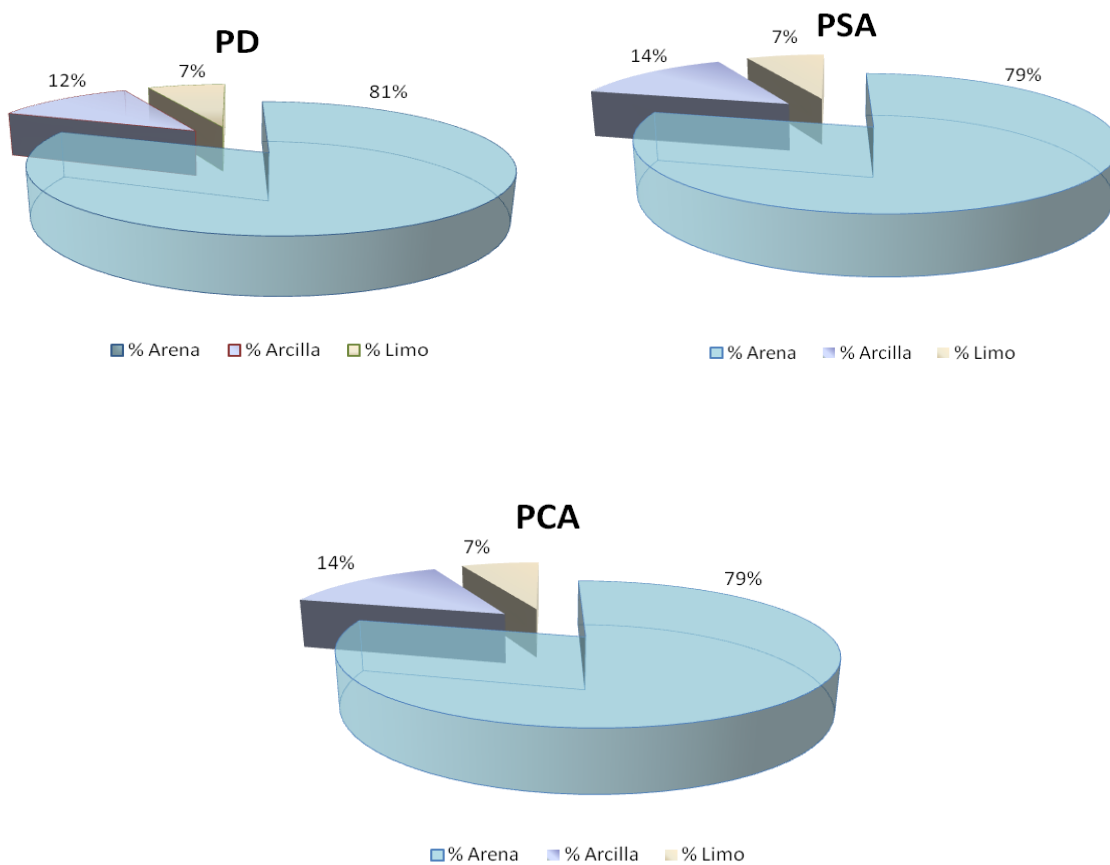 PD
12%
7%
81%
% Arena % Arcilla % Limo
PSA
14%
7%
79%
% Arena % Arcilla % Limo
PCA
14%
7%
79%
% Arena % Arcilla % Limo